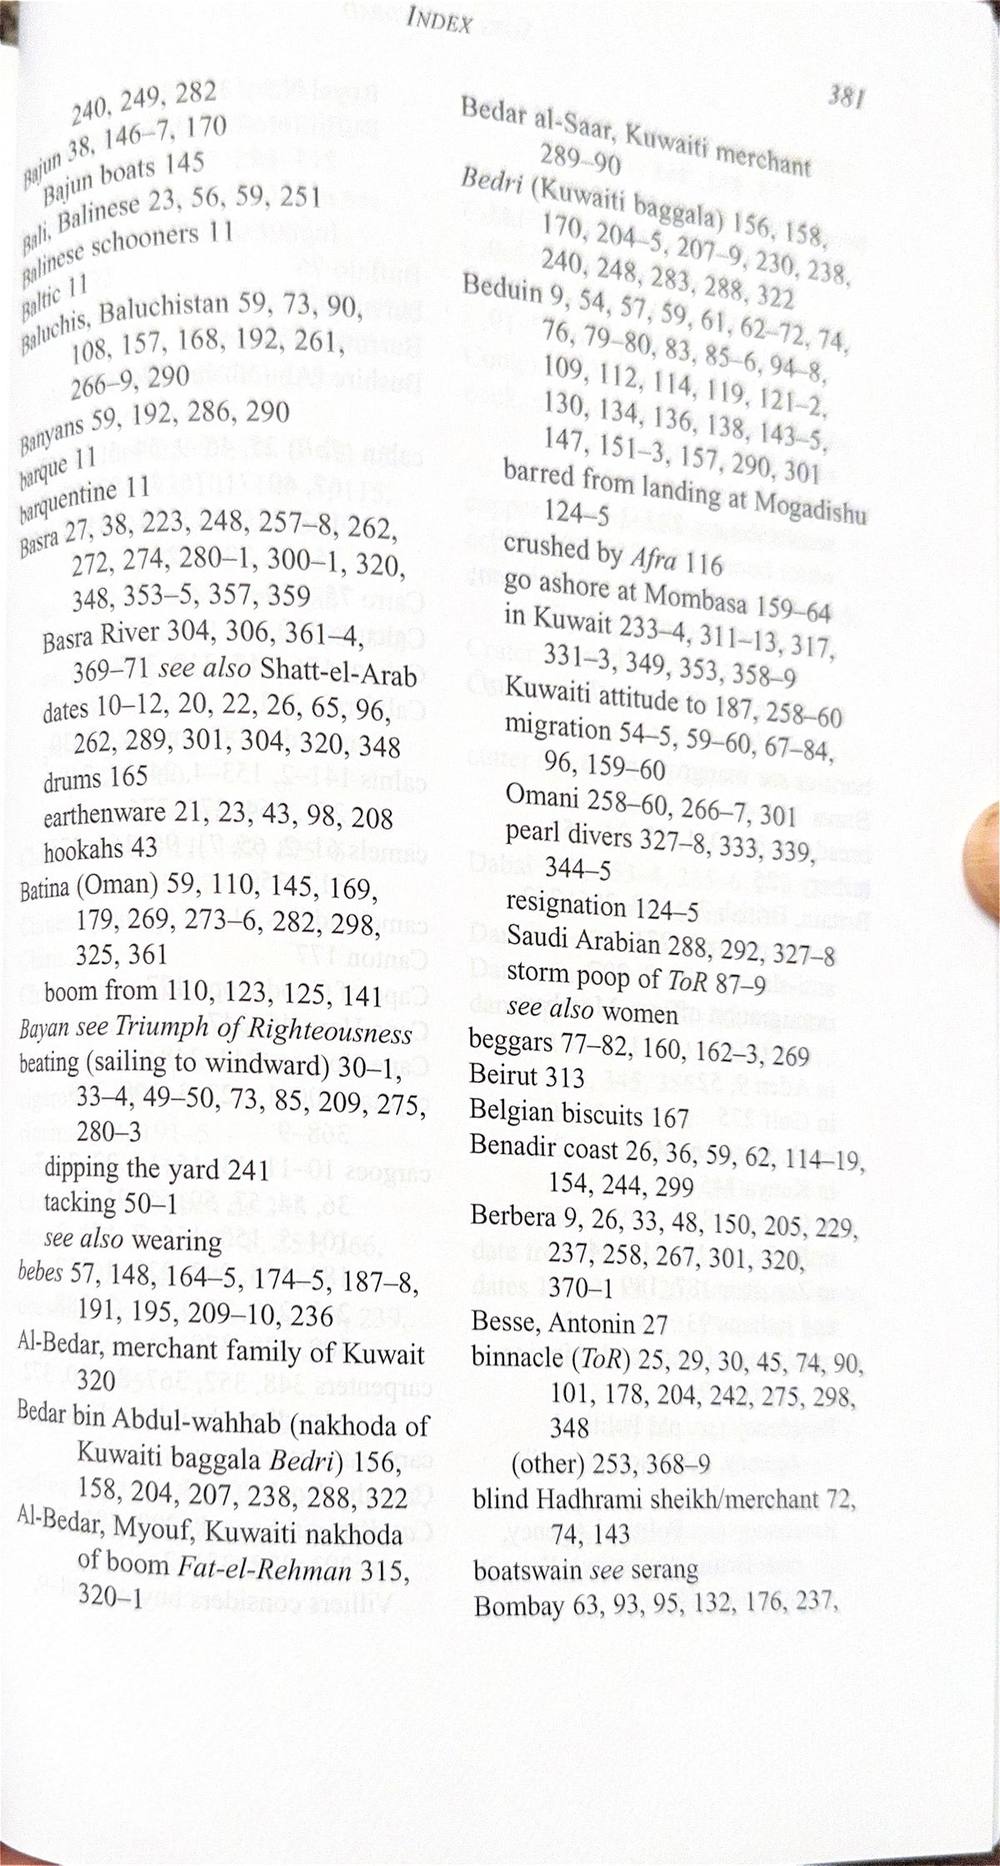 INDEX
381
240, 249, 282
Bajun 38, 146–7, 170
Bajun boats 145
Bali, Balinese 23, 56, 59, 251
Balinese schooners 11
Baltic 11
Baluchis, Baluchistan 59, 73, 90,
108, 157, 168, 192, 261,
266–9, 290
Banyans 59, 192, 286, 290
barque 11
barquentine 11
Basra 27, 38, 223, 248, 257–8, 262,
272, 274, 280–1, 300–1, 320,
348, 353–5, 357, 359
Basra River 304, 306, 361–4,
369–71 see also Shatt-el-Arab
dates 10–12, 20, 22, 26, 65, 96,
262, 289, 301, 304, 320, 348
drums 165
earthenware 21, 23, 43, 98, 208
hookahs 43
Batina (Oman) 59, 110, 145, 169,
179, 269, 273–6, 282, 298,
325, 361
boom from 110, 123, 125, 141
Bayan see Triumph of Righteousness
beating (sailing to windward) 30–1,
33–4, 49–50, 73, 85, 209, 275,
280–3
dipping the yard 241
tacking 50–1
see also wearing
bebes 57, 148, 164–5, 174–5, 187–8,
191, 195, 209–10, 236
Al-Bedar, merchant family of Kuwait
320
Bedar bin Abdul-wahhab (nakhoda of
Kuwaiti baggala Bedri) 156,
158, 204, 207, 238, 288, 322
Al-Bedar, Myouf, Kuwaiti nakhoda
of boom Fat-el-Rehman 315,
320–1
Bedar al-Saar, Kuwaiti merchant
289–90
Bedri (Kuwaiti baggala) 156, 158,
170, 204–5, 207–9, 230, 238,
240, 248, 283, 288, 322
Beduin 9, 54, 57, 59, 61, 62–72, 74,
76, 79–80, 83, 85–6, 94–8,
109, 112, 114, 119, 121–2,
130, 134, 136, 138, 143–5,
147, 151–3, 157, 290, 301
barred from landing at Mogadishu
124–5
crushed by Afra 116
go ashore at Mombasa 159–64
in Kuwait 233–4, 311–13, 317,
331–3, 349, 353, 358–9
Kuwaiti attitude to 187, 258–60
migration 54–5, 59–60, 67–84,
96, 159–60
Omani 258–60, 266–7, 301
pearl divers 327–8, 333, 339,
344–5
resignation 124–5
Saudi Arabian 288, 292, 327–8
storm poop of ToR 87–9
see also women
beggars 77–82, 160, 162–3, 269
Beirut 313
Belgian biscuits 167
Benadir coast 26, 36, 59, 62, 114–19,
154, 244, 299
Berbera 9, 26, 33, 48, 150, 205, 229,
237, 258, 267, 301, 320,
370–1
Besse, Antonin 27
binnacle (ToR) 25, 29, 30, 45, 74, 90,
101, 178, 204, 242, 275, 298,
348
(other) 253, 368–9
blind Hadhrami sheikh/merchant 72,
74, 143
boatswain see serang
Bombay 63, 93, 95, 132, 176, 237,